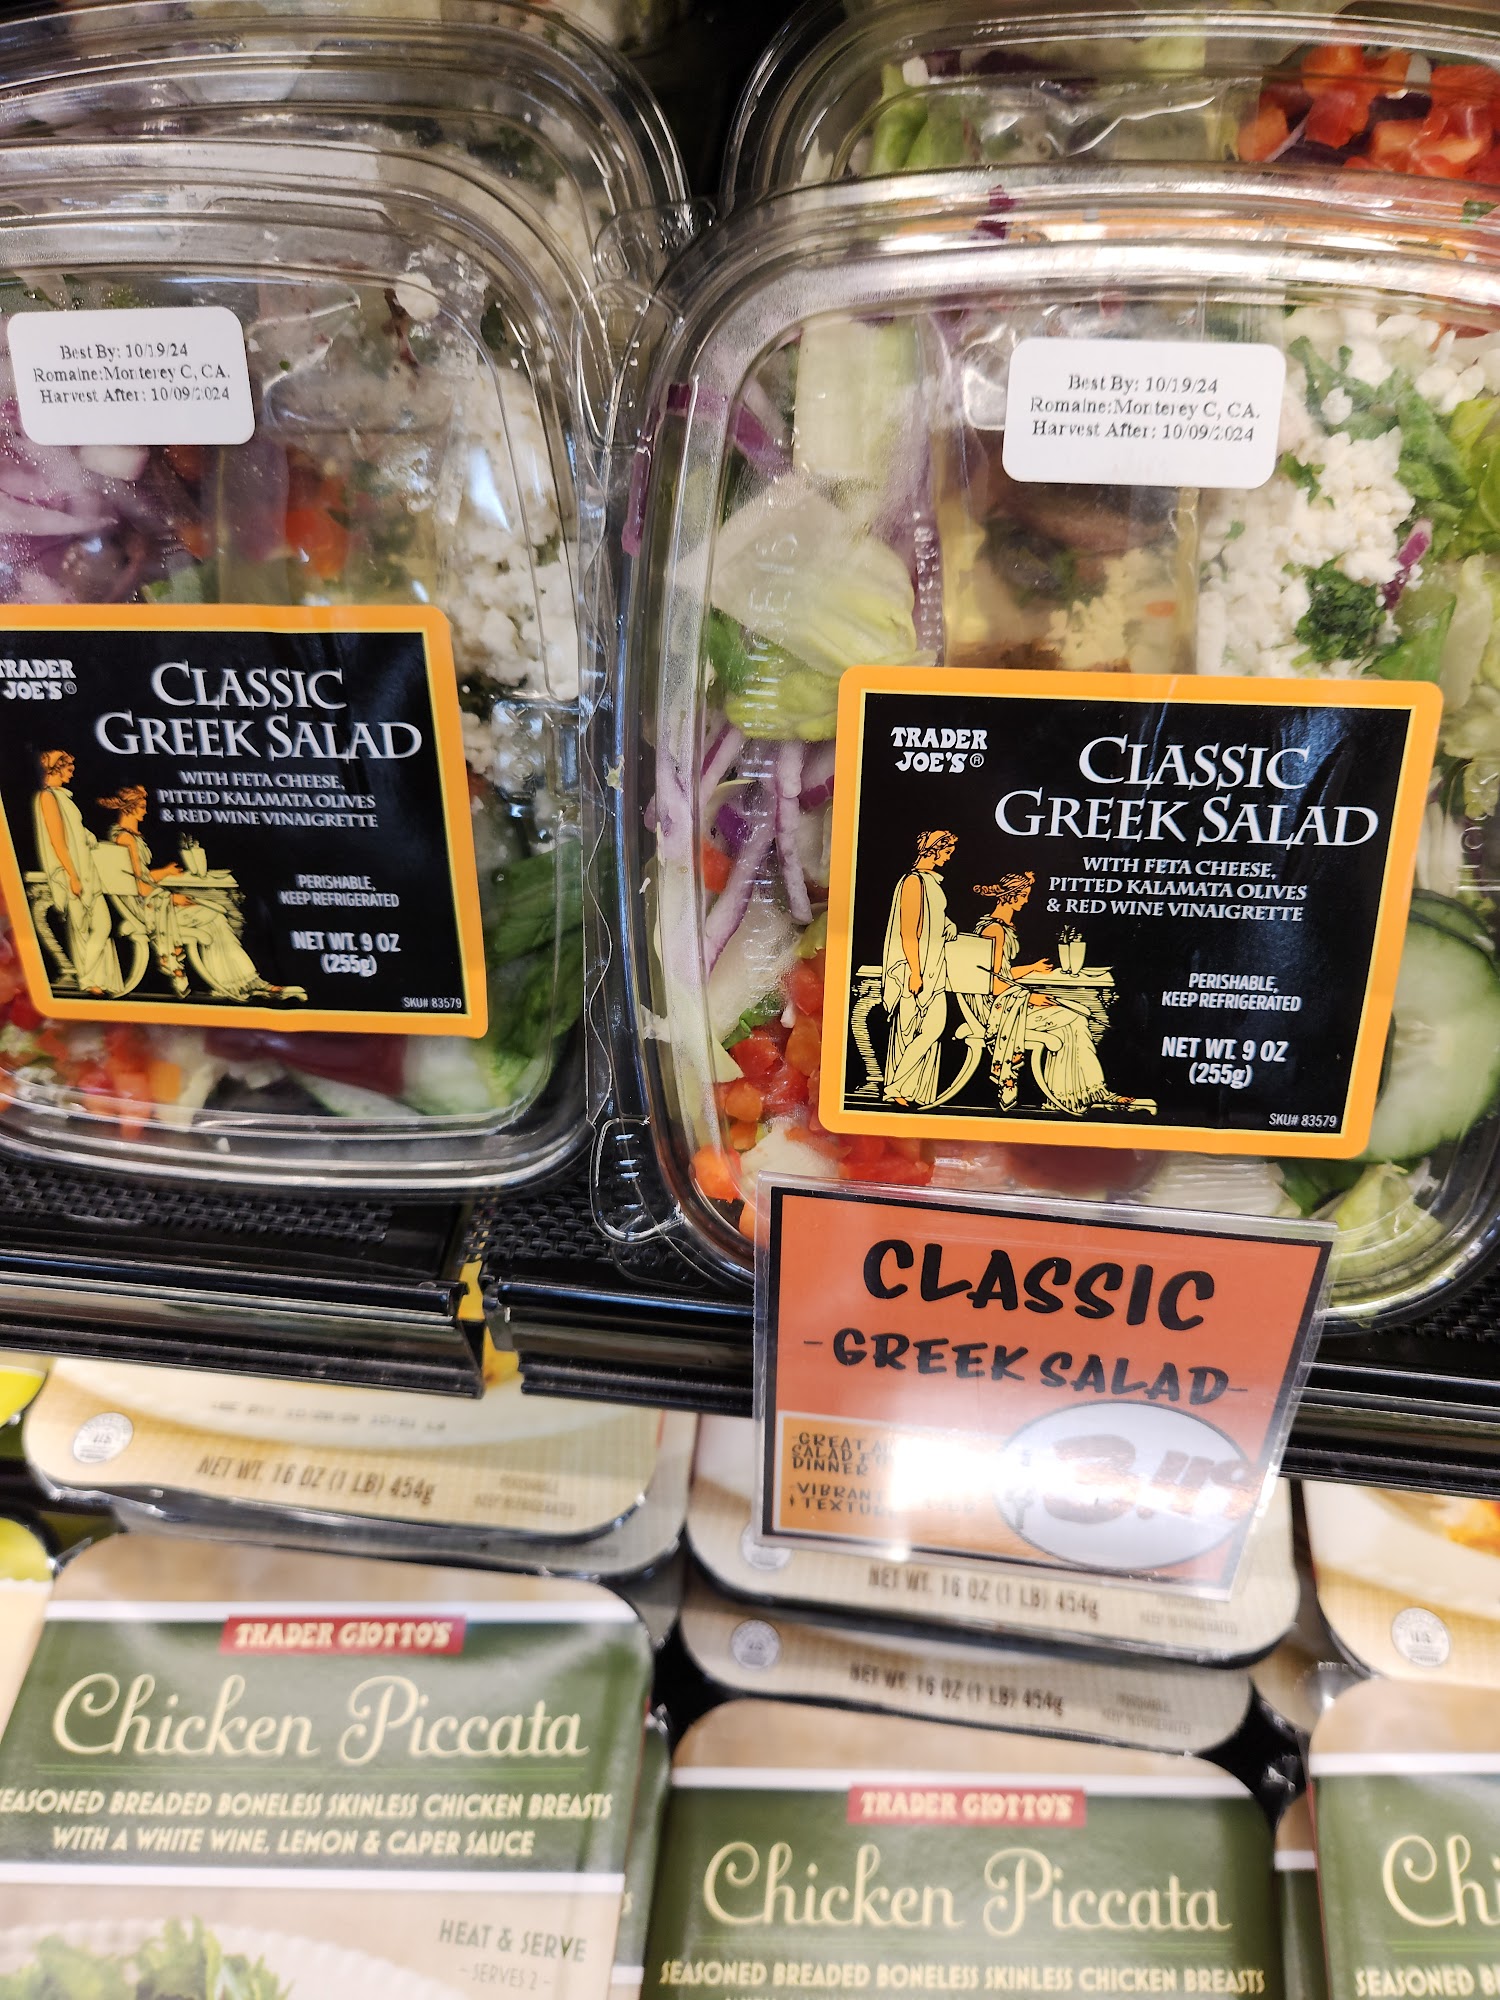 Best By: 10/19/24
Romaine:Monterey C, CA.
Harvest After: 10/09/2024
TRADER
JOE'S®
CLASSIC
GREEK SALAD
WITH FETA CHEESE,
PITTED KALAMATA OLIVES
& RED WINE VINAIGRETTE
PERISHABLE,
KEEP REFRIGERATED
NET WT. 9 OZ
(255g)
SKU# 83579
Best By: 10/19/24
Romaine:Monterey C, CA.
Harvest After: 10/09/2024
TRADER
JOE'S®
CLASSIC
GREEK SALAD
WITH FETA CHEESE,
PITTED KALAMATA OLIVES
& RED WINE VINAIGRETTE
PERISHABLE,
KEEP REFRIGERATED
NET WT. 9 OZ
(255g)
SKU# 83579
CLASSIC
-GREEK SALAD-
GREAT
SALAD
DINNER
NET WT. 16 OZ (1 LB) 454g
NET WT. 16 OZ (1 LB) 454g
NET WT. 16 OZ (1 LB) 454g
TRADER GIOTTO'S
Chicken Piccata
SEASONED BREADED BONELESS SKINLESS CHICKEN BREASTS
WITH A WHITE WINE, LEMON & CAPER SAUCE
HEAT & SERVE
- SERVES 2 -
TRADER GIOTTO'S
Chicken Piccata
SEASONED BREADED BONELESS SKINLESS CHICKEN BREASTS
Chi
SEASONED B